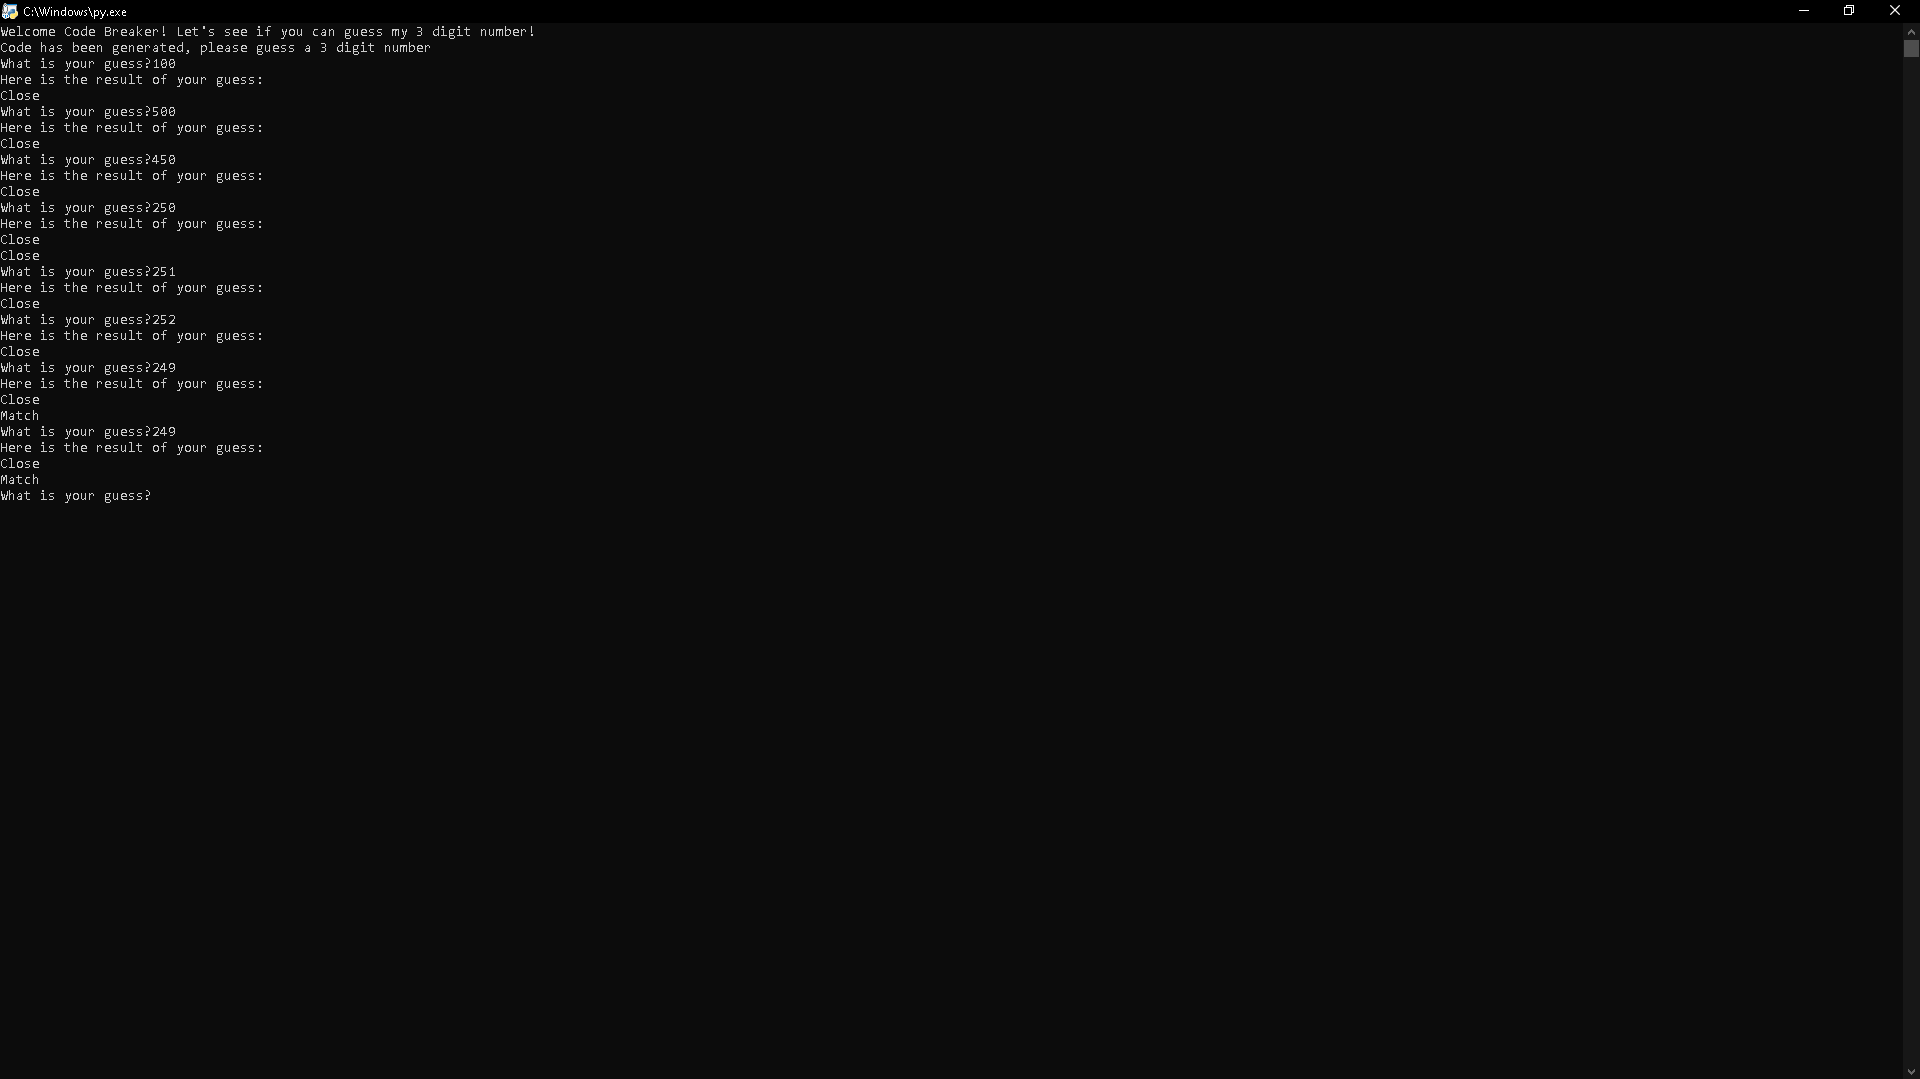 C:\Windows\py.exe
Welcome Code Breaker! Let's see if you can guess my 3 digit number!
Code has been generated, please guess a 3 digit number
What is your guess?100
Here is the result of your guess:
Close
What is your guess?500
Here is the result of your guess:
Close
What is your guess?450
Here is the result of your guess:
Close
What is your guess?250
Here is the result of your guess:
Close
Close
What is your guess?251
Here is the result of your guess:
Close
What is your guess?252
Here is the result of your guess:
Close
What is your guess?249
Here is the result of your guess:
Close
Match
What is your guess?249
Here is the result of your guess:
Close
Match
What is your guess?